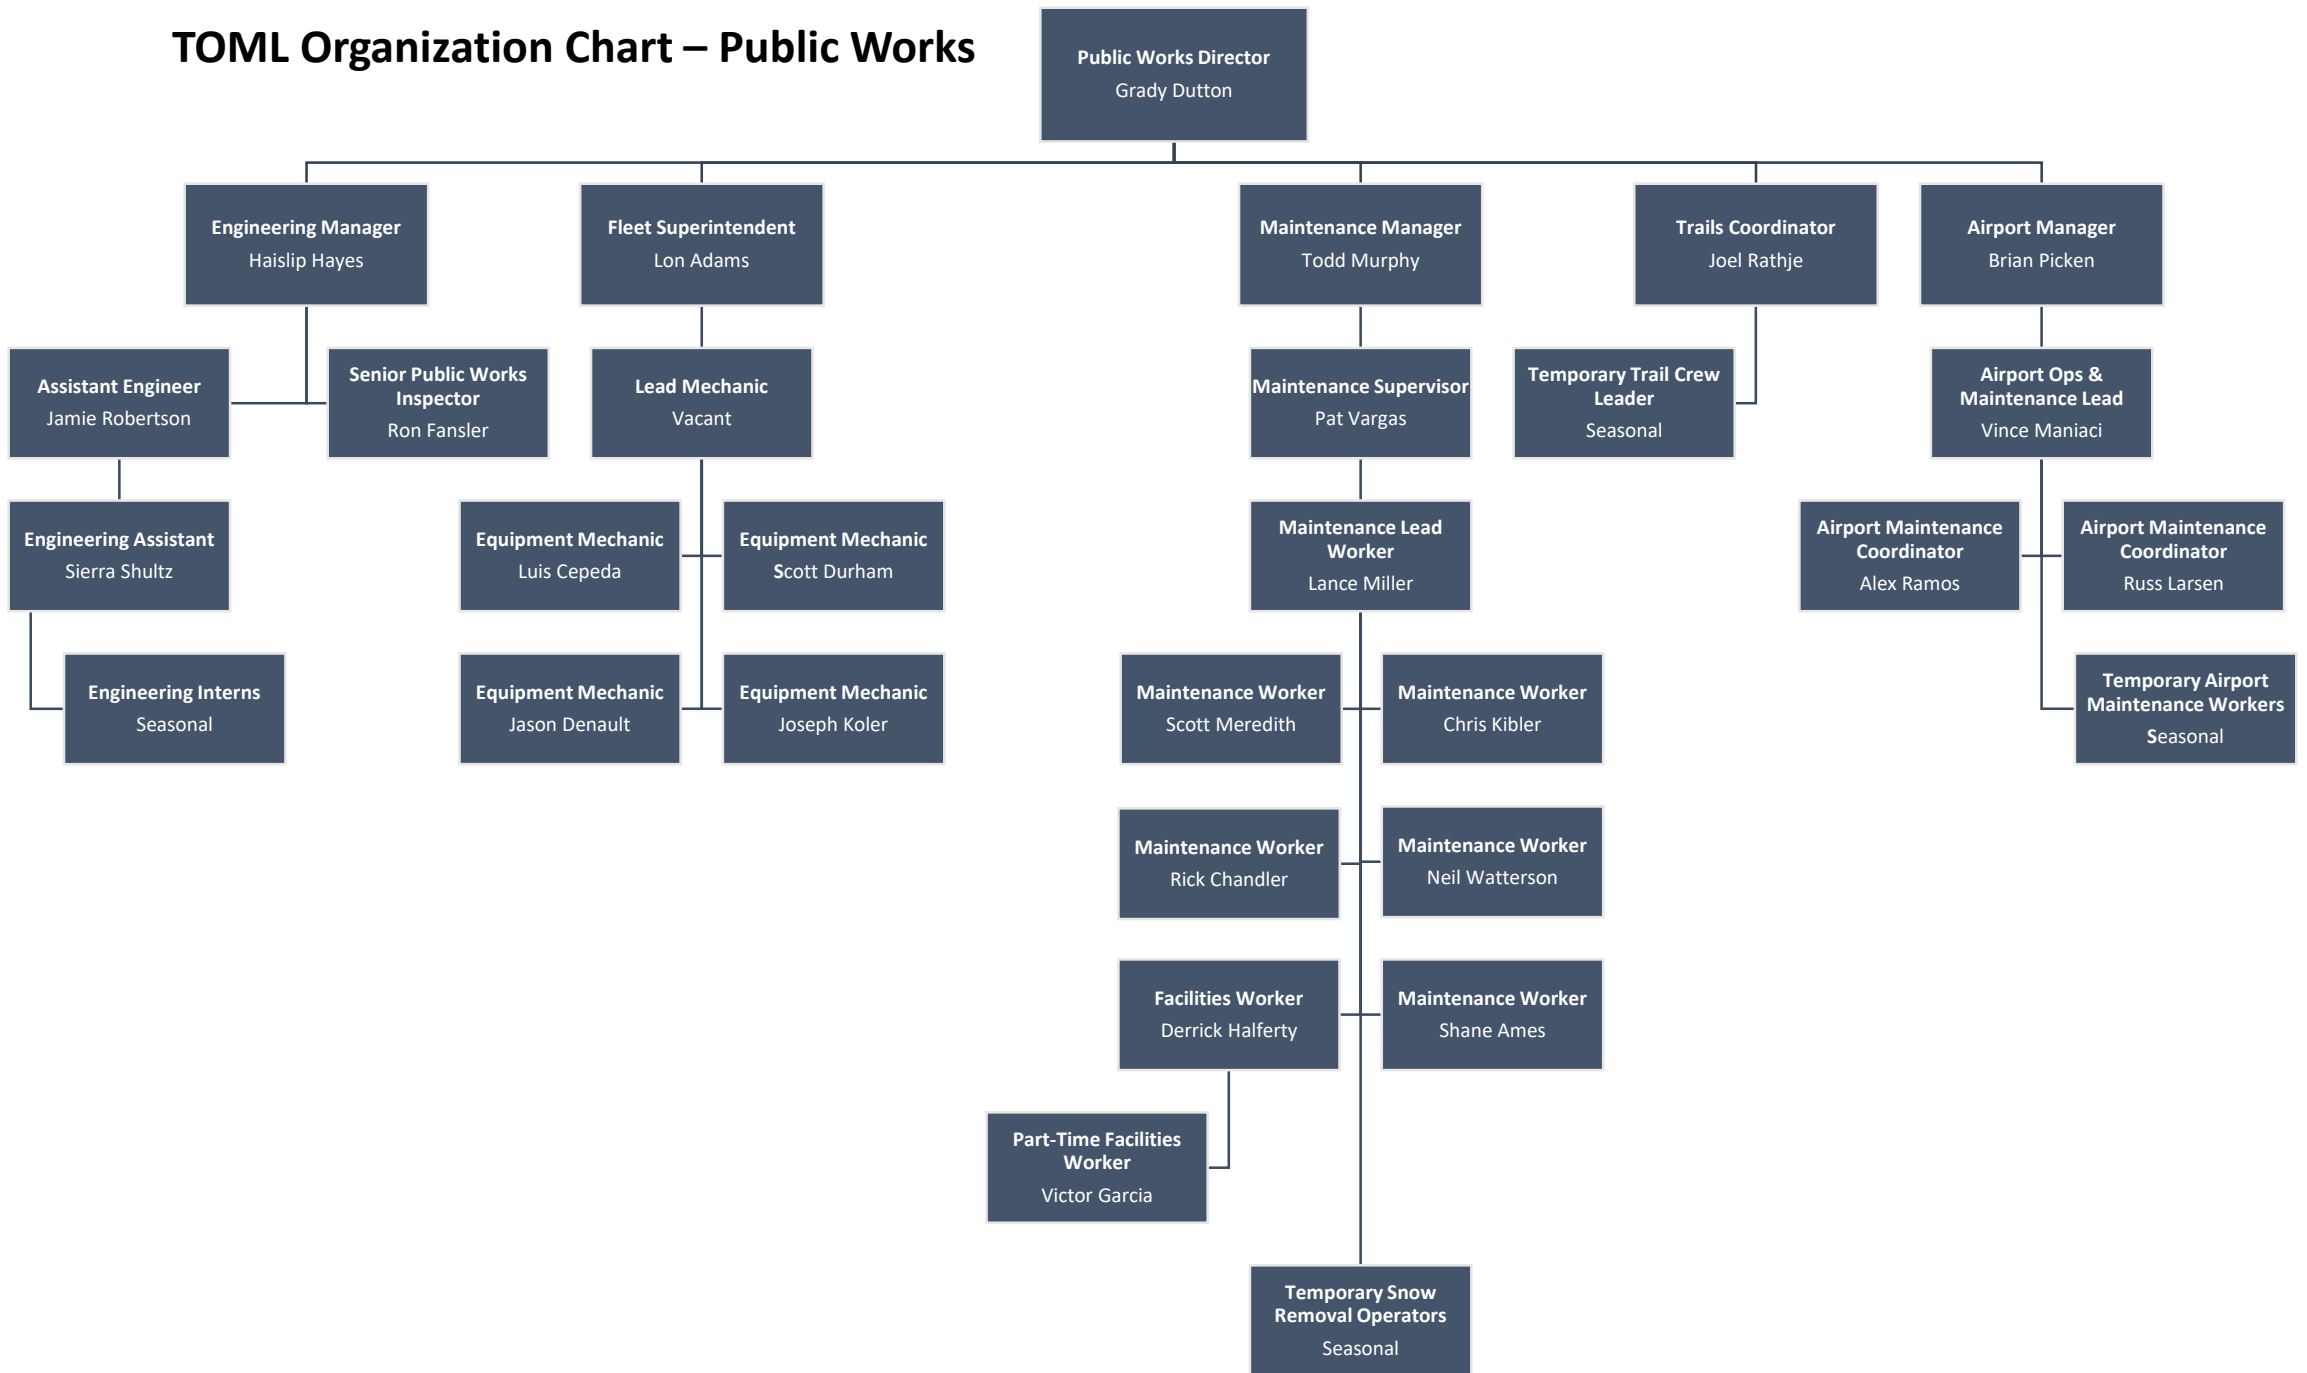 TOML Organization Chart – Public Works
Public Works Director
Grady Dutton
Engineering Manager
Haislip Hayes
Fleet Superintendent
Lon Adams
Maintenance Manager
Todd Murphy
Trails Coordinator
Joel Rathje
Airport Manager
Brian Picken
Assistant Engineer
Jamie Robertson
Senior Public Works
Inspector
Ron Fansler
Lead Mechanic
Vacant
Maintenance Supervisor
Pat Vargas
Temporary Trail Crew
Leader
Seasonal
Airport Ops &
Maintenance Lead
Vince Maniaci
Engineering Assistant
Sierra Shultz
Equipment Mechanic
Luis Cepeda
Equipment Mechanic
Scott Durham
Maintenance Lead
Worker
Lance Miller
Airport Maintenance
Coordinator
Alex Ramos
Airport Maintenance
Coordinator
Russ Larsen
Engineering Interns
Seasonal
Equipment Mechanic
Jason Denault
Equipment Mechanic
Joseph Koler
Maintenance Worker
Scott Meredith
Maintenance Worker
Chris Kibler
Temporary Airport
Maintenance Workers
Seasonal
Maintenance Worker
Rick Chandler
Maintenance Worker
Neil Watterson
Facilities Worker
Derrick Halferty
Maintenance Worker
Shane Ames
Part-Time Facilities
Worker
Victor Garcia
Temporary Snow
Removal Operators
Seasonal